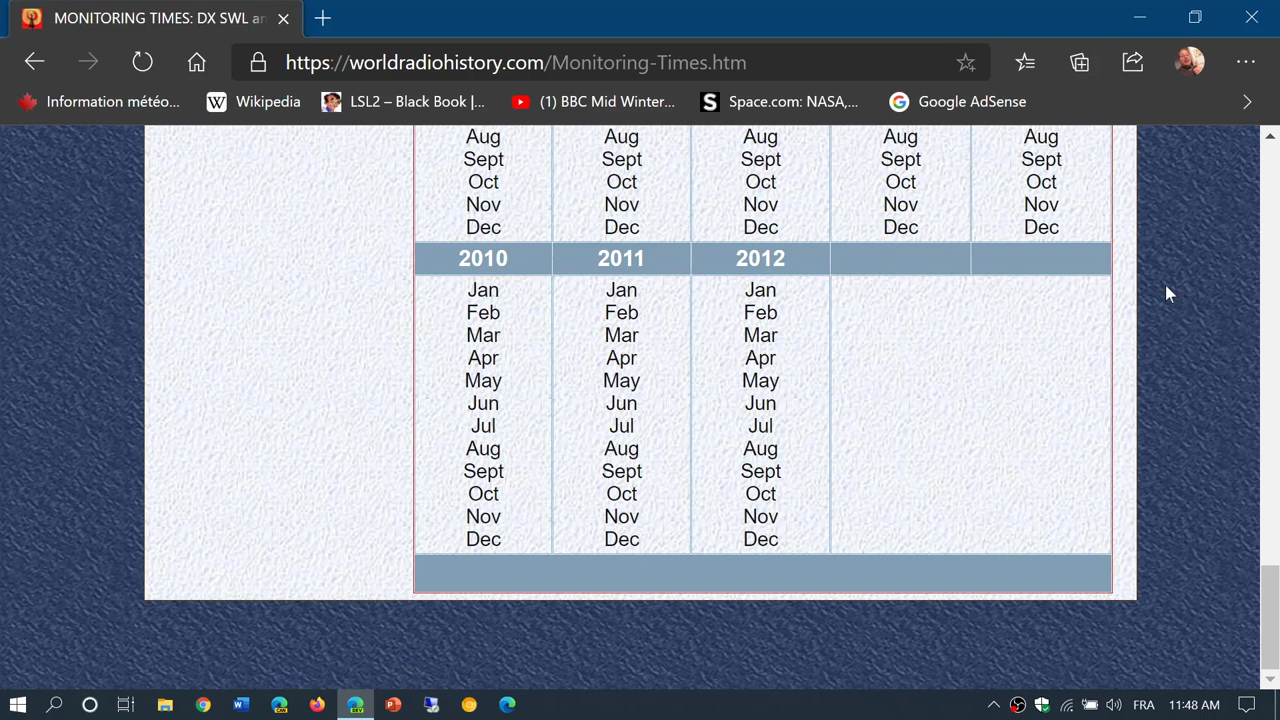 MONITORING TIMES: DX SWL an
https://worldradiohistory.com/Monitoring-Times.htm
Information météo... Wikipedia LSL2 – Black Book |... (1) BBC Mid Winter... Space.com: NASA,... Google AdSense
Aug Aug Aug Aug Aug
Sept Sept Sept Sept Sept
Oct Oct Oct Oct Oct
Nov Nov Nov Nov Nov
Dec Dec Dec Dec Dec
2010 2011 2012
Jan Jan Jan
Feb Feb Feb
Mar Mar Mar
Apr Apr Apr
May May May
Jun Jun Jun
Jul Jul Jul
Aug Aug Aug
Sept Sept Sept
Oct Oct Oct
Nov Nov Nov
Dec Dec Dec
FRA 11:48 AM